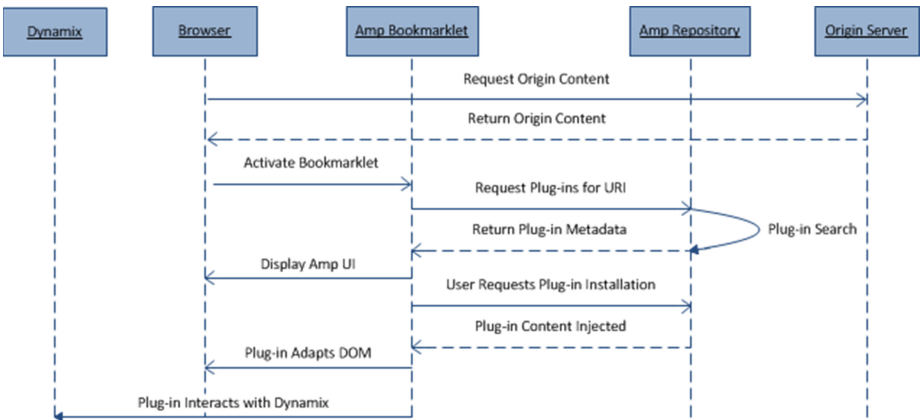 Dynamix
Browser
Amp Bookmarklet
Amp Repository
Origin Server
Request Origin Content
Return Origin Content
Activate Bookmarklet
Request Plug-ins for URI
Return Plug-in Metadata
Plug-in Search
Display Amp UI
User Requests Plug-in Installation
Plug-in Content Injected
Plug-in Adapts DOM
Plug-in Interacts with Dynamix